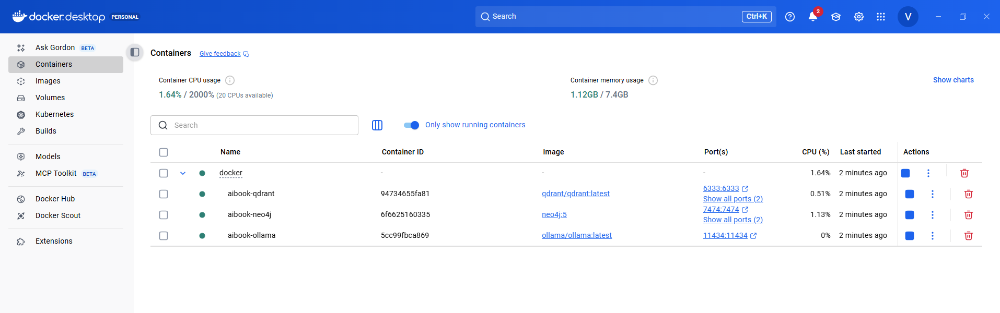 docker.desktop PERSONAL
Search Ctrl+K
2
V
Ask Gordon BETA
Containers
Images
Volumes
Kubernetes
Builds
Models
MCP Toolkit BETA
Docker Hub
Docker Scout
Extensions
Containers Give feedback
Container CPU usage
1.64% / 2000% (20 CPUs available)
Container memory usage
1.12GB / 7.4GB
Show charts
Search
Only show running containers
Name Container ID Image Port(s) CPU (%) Last started Actions
docker - - - 1.64% 2 minutes ago
aibook-qdrant 94734655fa81 qdrant/qdrant:latest 6333:6333 0.51% 2 minutes ago
Show all ports (2)
aibook-neo4j 6f6625160335 neo4j:5 7474:7474 1.13% 2 minutes ago
Show all ports (2)
aibook-ollama 5cc99fbca869 ollama/ollama:latest 11434:11434 0% 2 minutes ago